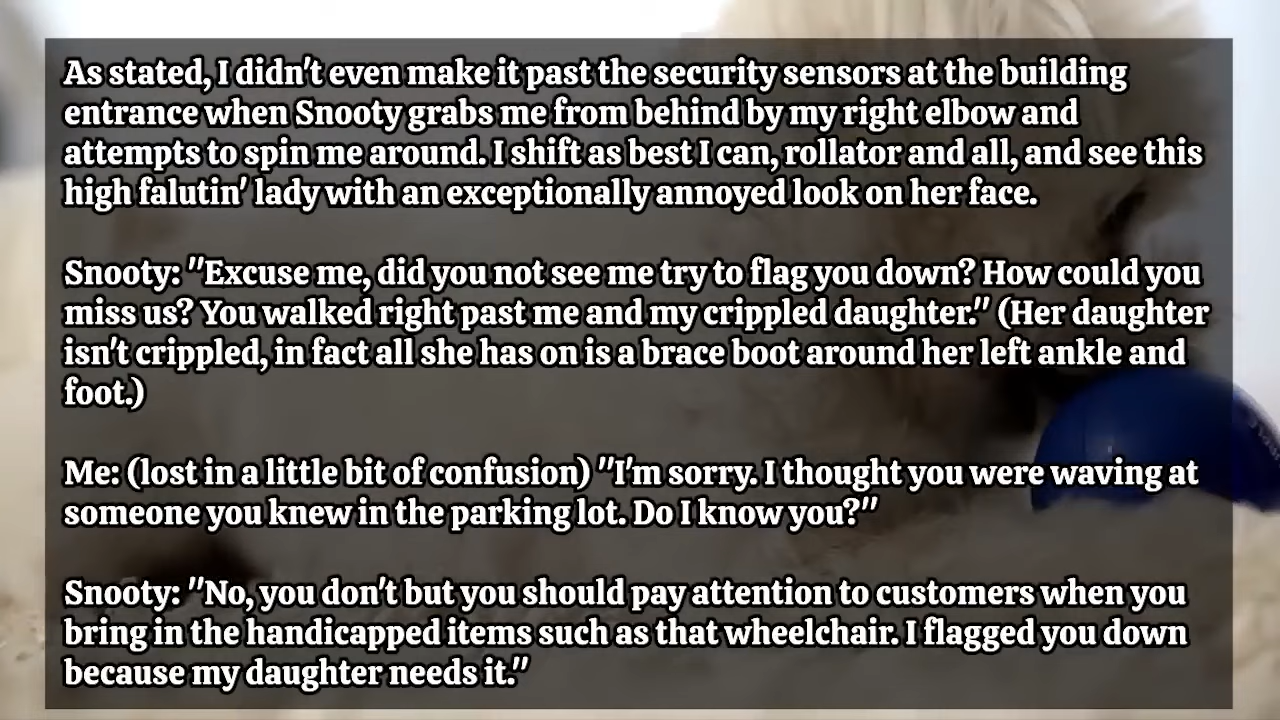 As stated, I didn't even make it past the security sensors at the building
entrance when Snooty grabs me from behind by my right elbow and
attempts to spin me around. I shift as best I can, rollator and all, and see this
high falutin' lady with an exceptionally annoyed look on her face.
Snooty: "Excuse me, did you not see me try to flag you down? How could you
miss us? You walked right past me and my crippled daughter." (Her daughter
isn't crippled, in fact all she has on is a brace boot around her left ankle and
foot.)
Me: (lost in a little bit of confusion) "I'm sorry. I thought you were waving at
someone you knew in the parking lot. Do I know you?"
Snooty: "No, you don't but you should pay attention to customers when you
bring in the handicapped items such as that wheelchair. I flagged you down
because my daughter needs it."